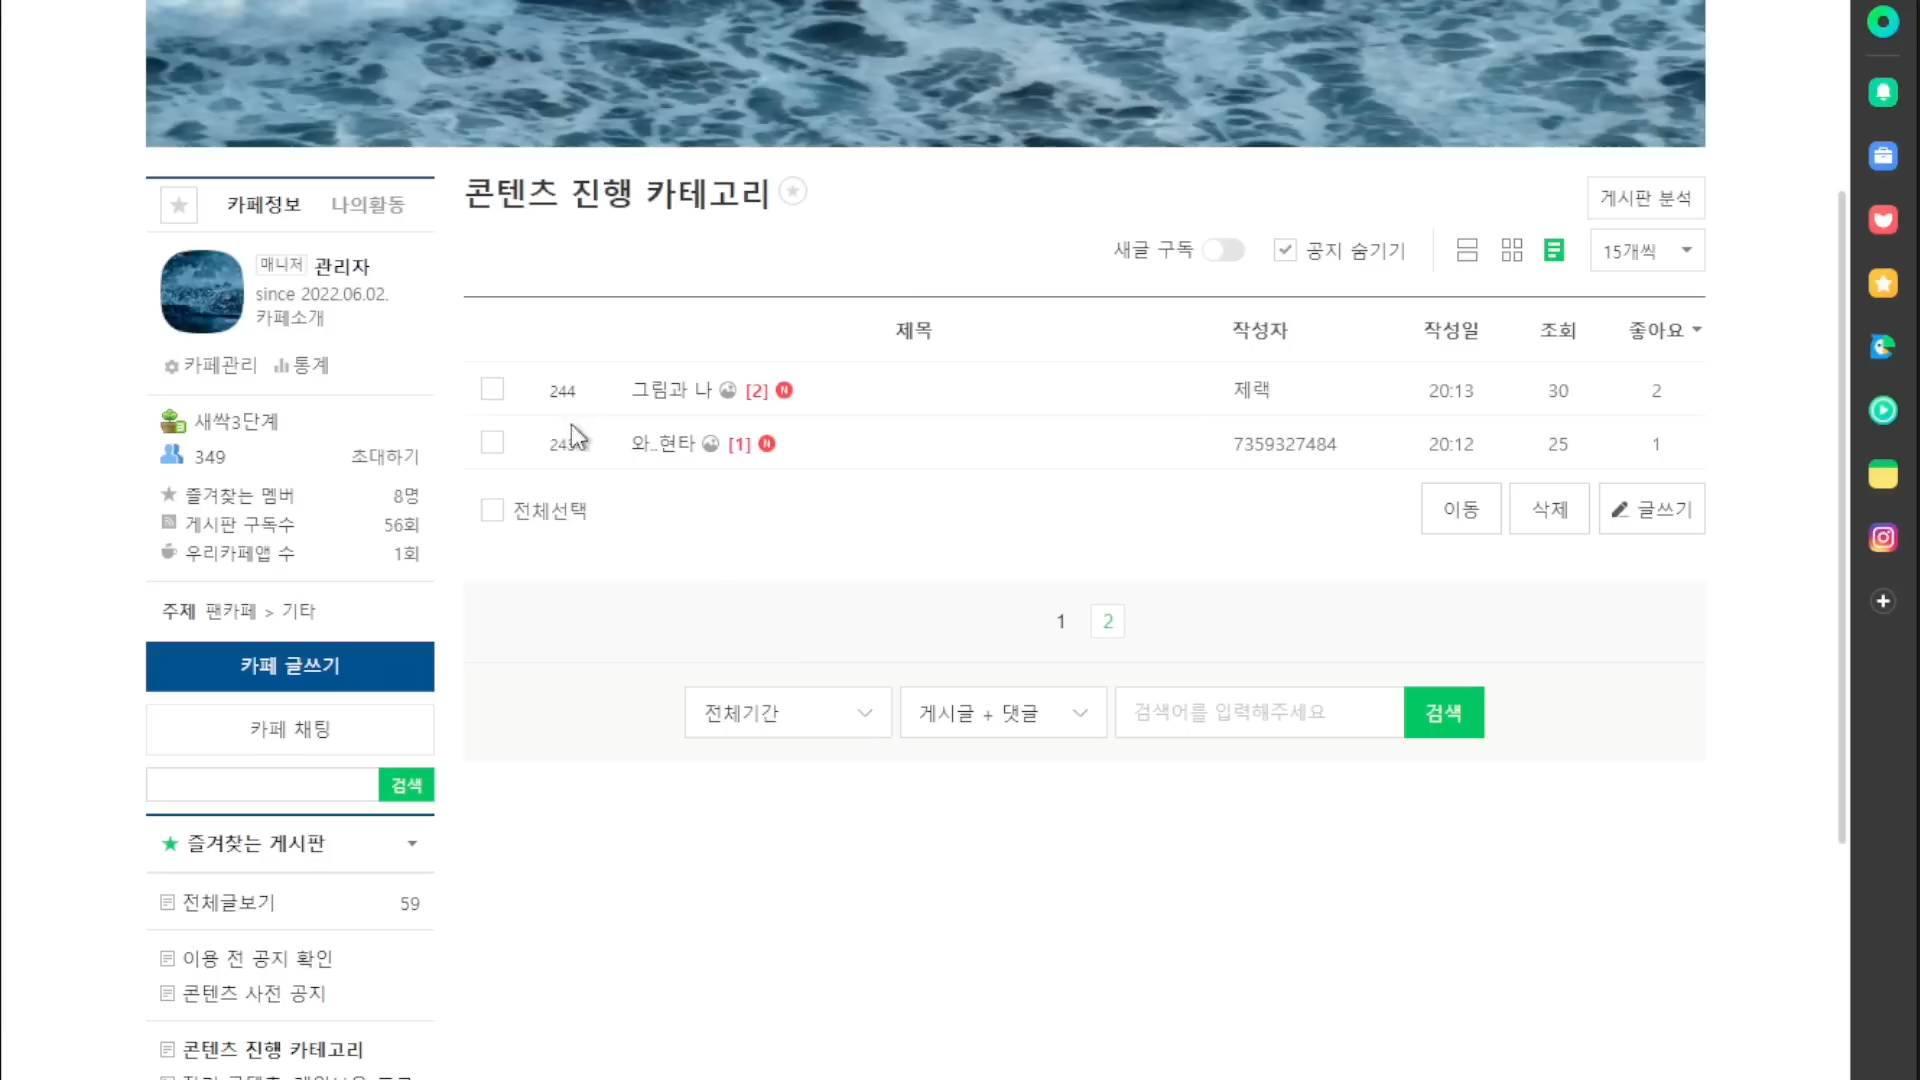 카페정보 나의활동
매니저 관리자
since 2022.06.02.
카페소개
카페관리 통계
새싹3단계
349 초대하기
즐겨찾는 멤버 8명
게시판 구독수 56회
우리카페앱 수 1회
주제 팬카페 > 기타
카페 글쓰기
카페 채팅
검색
즐겨찾는 게시판
전체글보기 59
이용 전 공지 확인
콘텐츠 사전 공지
콘텐츠 진행 카테고리
콘텐츠 진행 카테고리
게시판 분석
새글 구독 공지 숨기기 15개씩
제목 작성자 작성일 조회 좋아요
244 그림과 나 [2] N 제랙 20:13 30 2
와..현타 [1] N 7359327484 20:12 25 1
전체선택 이동 삭제 글쓰기
1 2
전체기간 게시글 + 댓글 검색어를 입력해주세요 검색